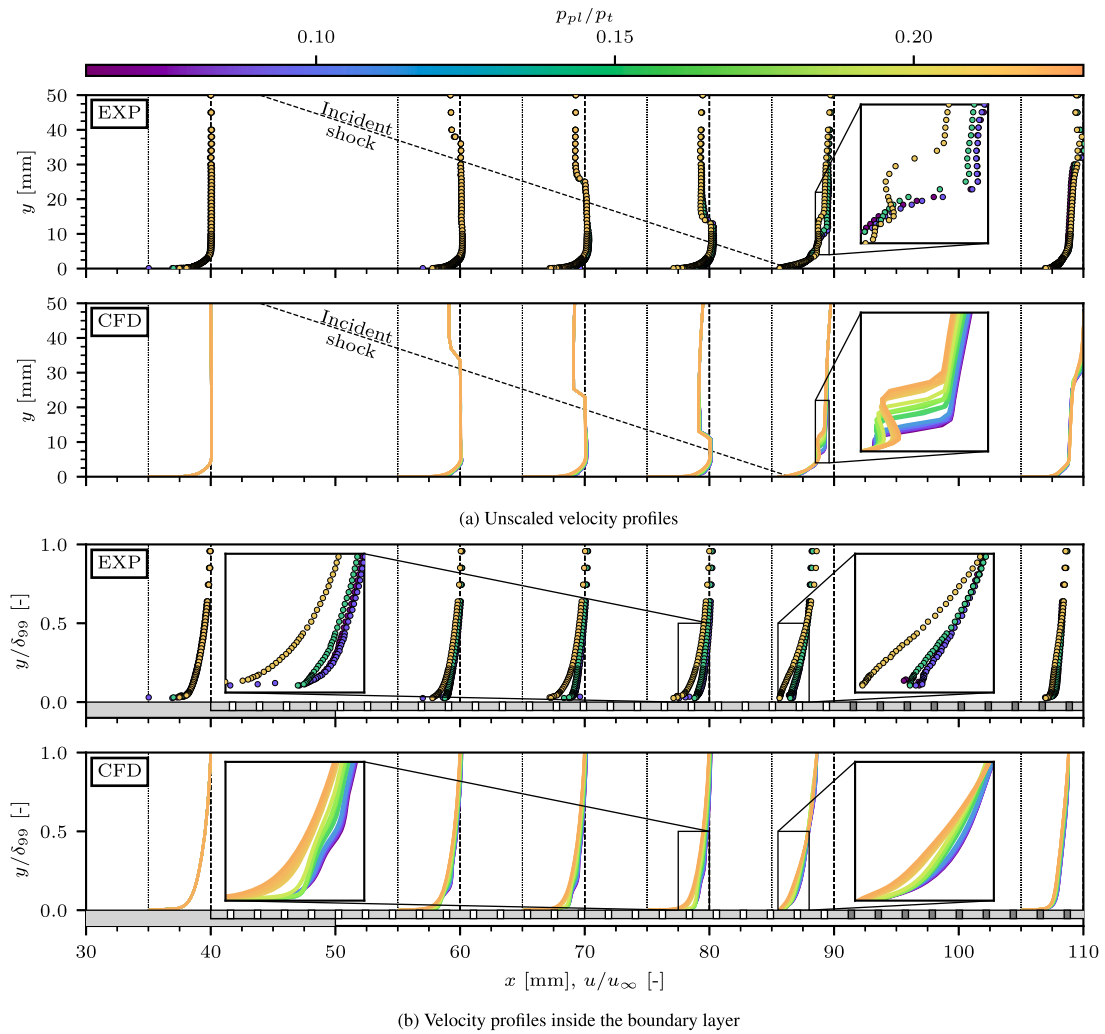 p_pl/p_t
0.10 0.15 0.20
EXP
Incident
shock
y [mm]
50
40
30
20
10
0
CFD
Incident
shock
y [mm]
50
40
30
20
10
0
(a) Unscaled velocity profiles
EXP
y/δ99 [-]
1.0
0.5
0.0
CFD
y/δ99 [-]
1.0
0.5
0.0
30 40 50 60 70 80 90 100 110
x [mm], u/u∞ [-]
(b) Velocity profiles inside the boundary layer